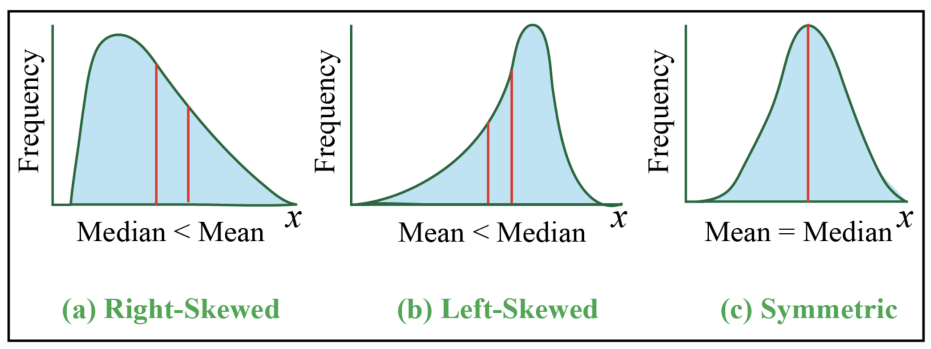 Frequency
x
Median < Mean
(a) Right-Skewed
Frequency
x
Mean < Median
(b) Left-Skewed
Frequency
x
Mean = Median
(c) Symmetric